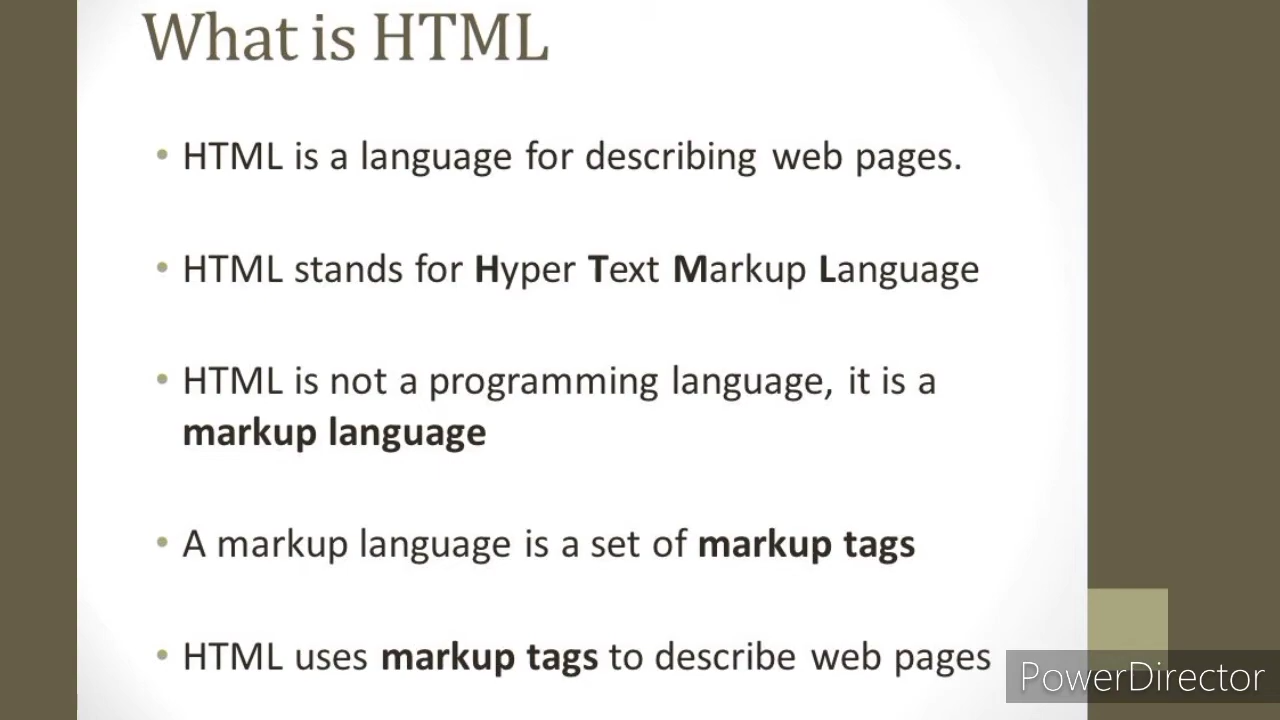 What is HTML
• HTML is a language for describing web pages.
• HTML stands for Hyper Text Markup Language
• HTML is not a programming language, it is a
markup language
• A markup language is a set of markup tags
• HTML uses markup tags to describe web pages
PowerDirector